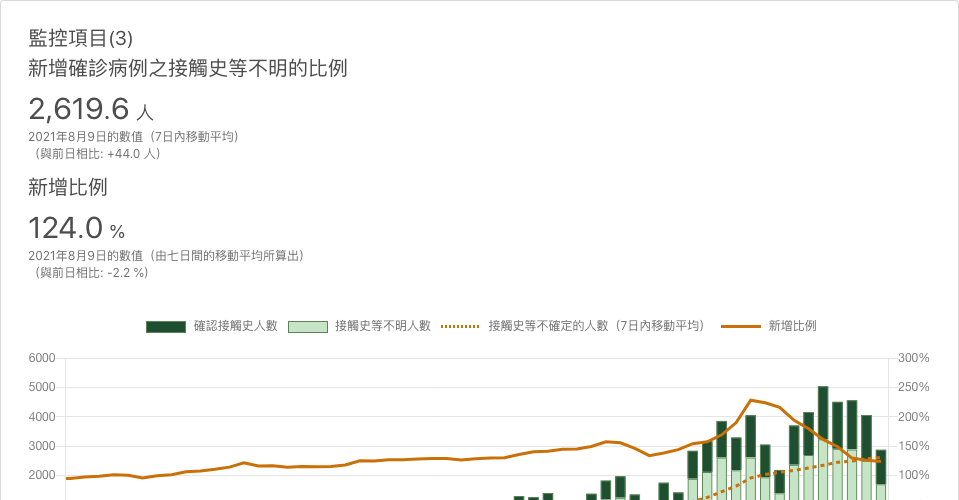 監控項目(3)
新增確診病例之接觸史等不明的比例
2,619.6 人
2021年8月9日的數值（7日內移動平均）
（與前日相比: +44.0 人）
新增比例
124.0 %
2021年8月9日的數值（由七日間的移動平均所算出）
（與前日相比: -2.2 %）
確認接觸史人數 接觸史等不明人數 接觸史等不確定的人數（7日內移動平均） 新增比例
6000 300%
5000 250%
4000 200%
3000 150%
2000 100%